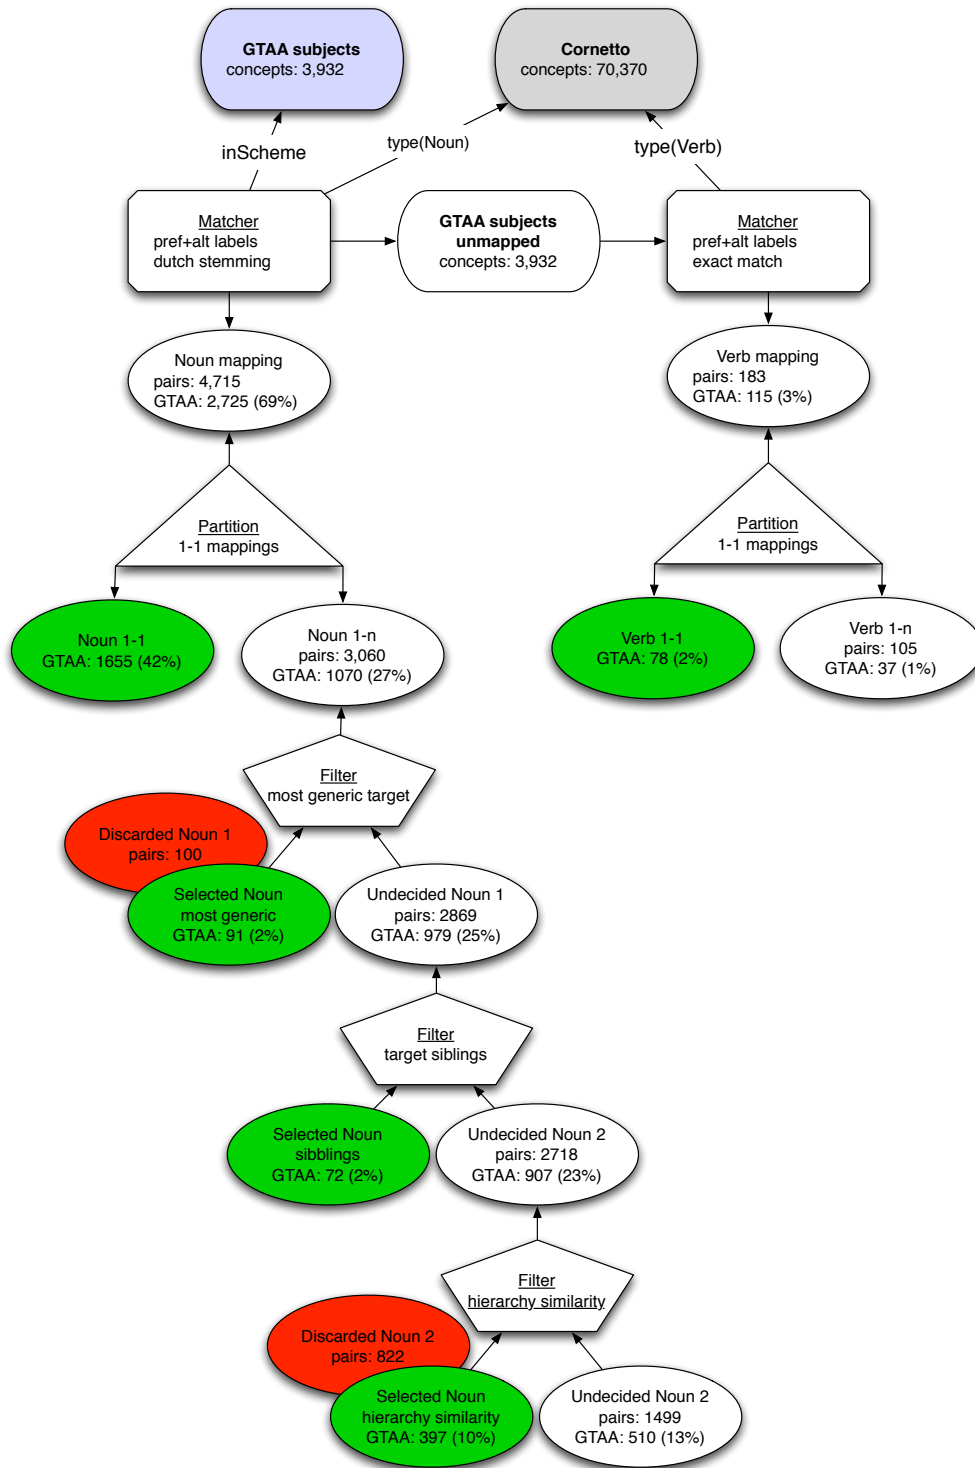 GTAA subjects
concepts: 3,932
Cornetto
concepts: 70,370
inScheme
type(Noun)
type(Verb)
Matcher
pref+alt labels
dutch stemming
GTAA subjects
unmapped
concepts: 3,932
Matcher
pref+alt labels
exact match
Noun mapping
pairs: 4,715
GTAA: 2,725 (69%)
Verb mapping
pairs: 183
GTAA: 115 (3%)
Partition
1-1 mappings
Partition
1-1 mappings
Noun 1-1
GTAA: 1655 (42%)
Noun 1-n
pairs: 3,060
GTAA: 1070 (27%)
Verb 1-1
GTAA: 78 (2%)
Verb 1-n
pairs: 105
GTAA: 37 (1%)
Filter
most generic target
Discarded Noun 1
pairs: 100
Selected Noun
most generic
GTAA: 91 (2%)
Undecided Noun 1
pairs: 2869
GTAA: 979 (25%)
Filter
target siblings
Selected Noun
sibblings
GTAA: 72 (2%)
Undecided Noun 2
pairs: 2718
GTAA: 907 (23%)
Filter
hierarchy similarity
Discarded Noun 2
pairs: 822
Selected Noun
hierarchy similarity
GTAA: 397 (10%)
Undecided Noun 2
pairs: 1499
GTAA: 510 (13%)